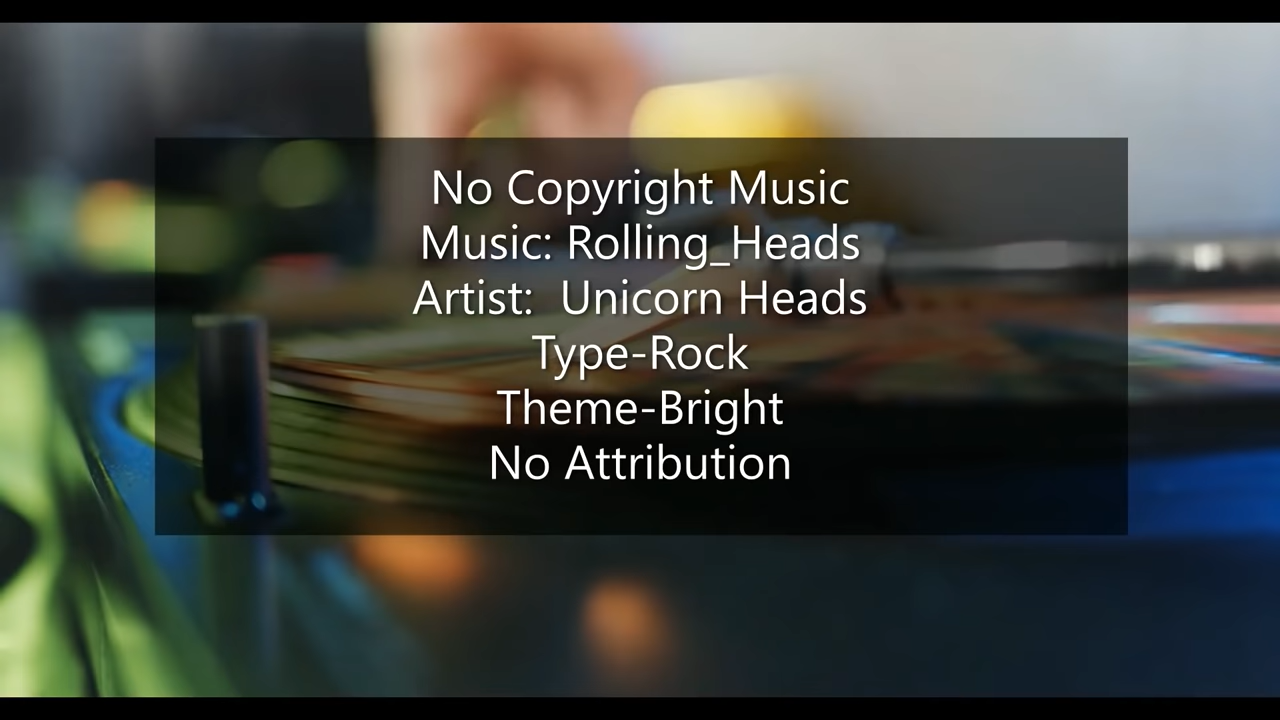 No Copyright Music
Music: Rolling_Heads
Artist:  Unicorn Heads
Type-Rock
Theme-Bright
No Attribution